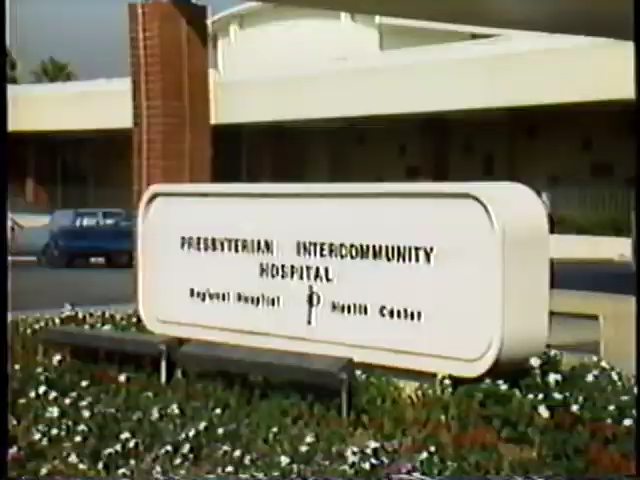 PRESBYTERIAN INTERCOMMUNITY
HOSPITAL
Regional Hospital Health Center